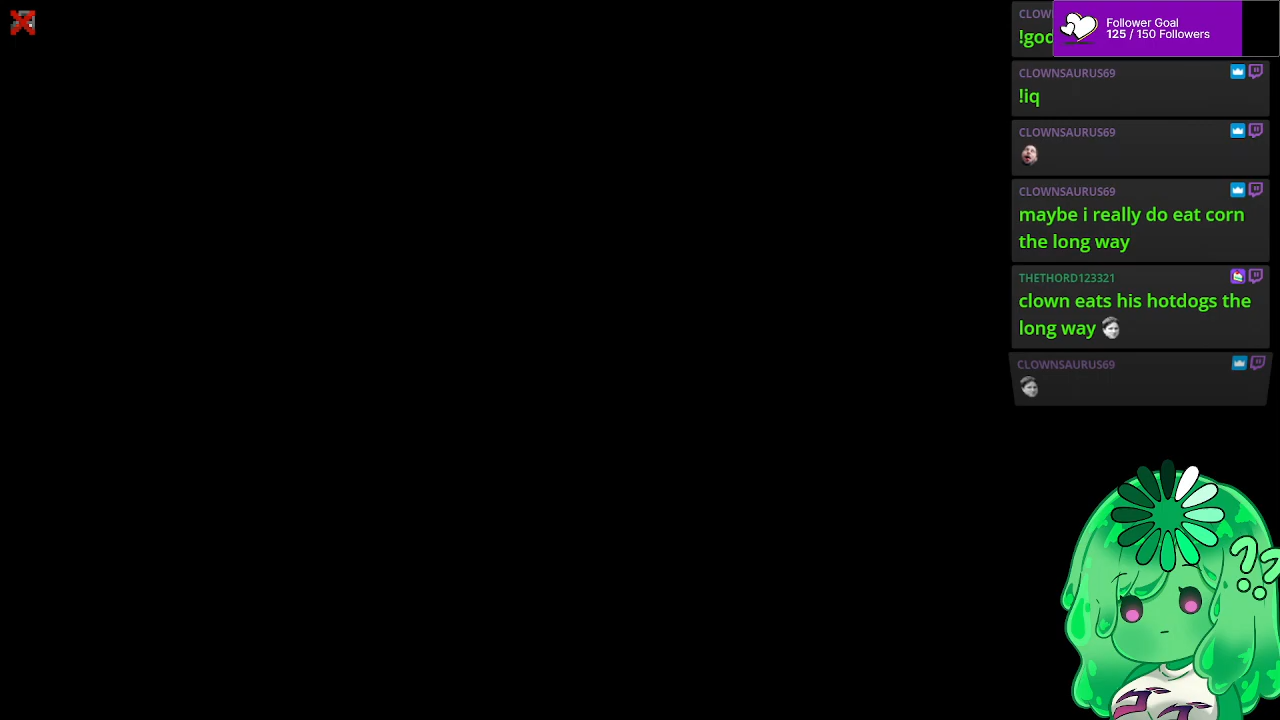 Follower Goal
125 / 150 Followers
CLOWNSAURUS69
!iq
CLOWNSAURUS69
CLOWNSAURUS69
maybe i really do eat corn
the long way
THETHORD123321
clown eats his hotdogs the
long way
CLOWNSAURUS69
??